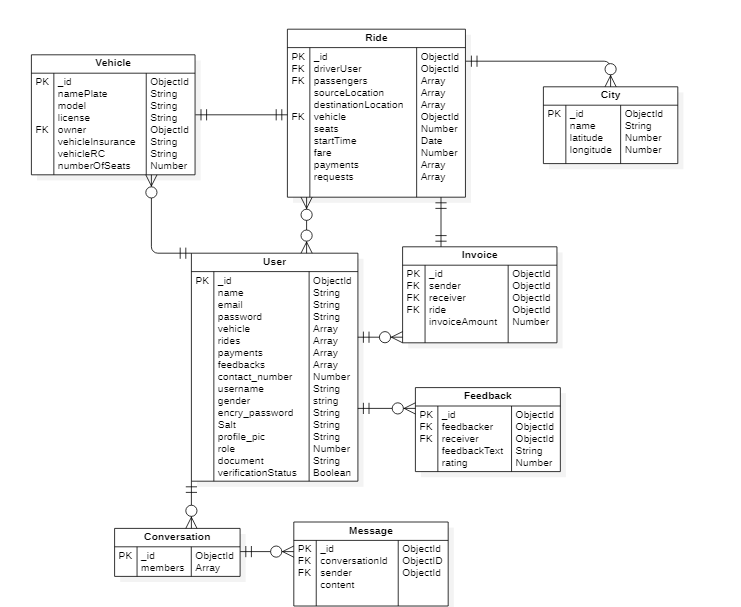 Vehicle
PK _id ObjectId
namePlate String
model String
license String
FK owner ObjectId
vehicleInsurance String
vehicleRC String
numberOfSeats Number
Ride
PK _id ObjectId
FK driverUser ObjectId
FK passengers Array
sourceLocation Array
destinationLocation Array
FK vehicle ObjectId
seats Number
startTime Date
fare Number
payments Array
requests Array
City
PK _id ObjectId
name String
latitude Number
longitude Number
User
PK _id ObjectId
name String
email String
password String
vehicle Array
rides Array
payments Array
feedbacks Array
contact_number Number
username String
gender string
encry_password String
Salt String
profile_pic String
role Number
document String
verificationStatus Boolean
Invoice
PK _id ObjectId
FK sender ObjectId
FK receiver ObjectId
FK ride ObjectId
invoiceAmount Number
Feedback
PK _id ObjectId
FK feedbacker ObjectId
FK receiver ObjectId
feedbackText String
rating Number
Conversation
PK _id ObjectId
members Array
Message
PK _id ObjectId
FK conversationId ObjectID
FK sender ObjectId
content